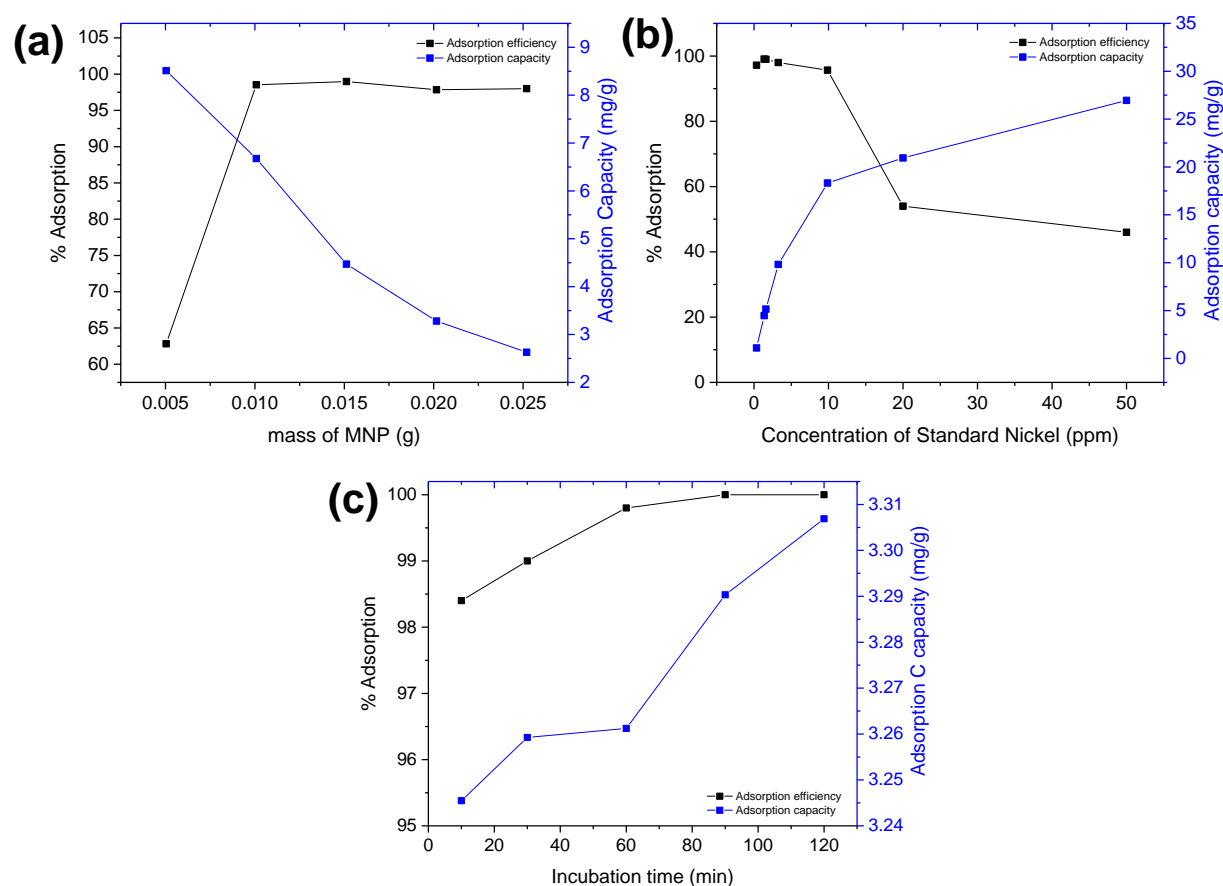 (a)
105
100
95
90
85
80
75
70
65
60
% Adsorption
Adsorption efficiency
Adsorption capacity
9
8
7
6
5
4
3
2
Adsorption Capacity (mg/g)
0.005 0.010 0.015 0.020 0.025
mass of MNP (g)
(b)
100
80
60
40
20
0
% Adsorption
Adsorption efficiency
Adsorption capacity
35
30
25
20
15
10
5
0
Adsorption capacity (mg/g)
0 10 20 30 40 50
Concentration of Standard Nickel (ppm)
(c)
100
99
98
97
96
95
% Adsorption
Adsorption efficiency
Adsorption capacity
3.31
3.30
3.29
3.28
3.27
3.26
3.25
3.24
Adsorption C capacity (mg/g)
0 20 40 60 80 100 120
Incubation time (min)